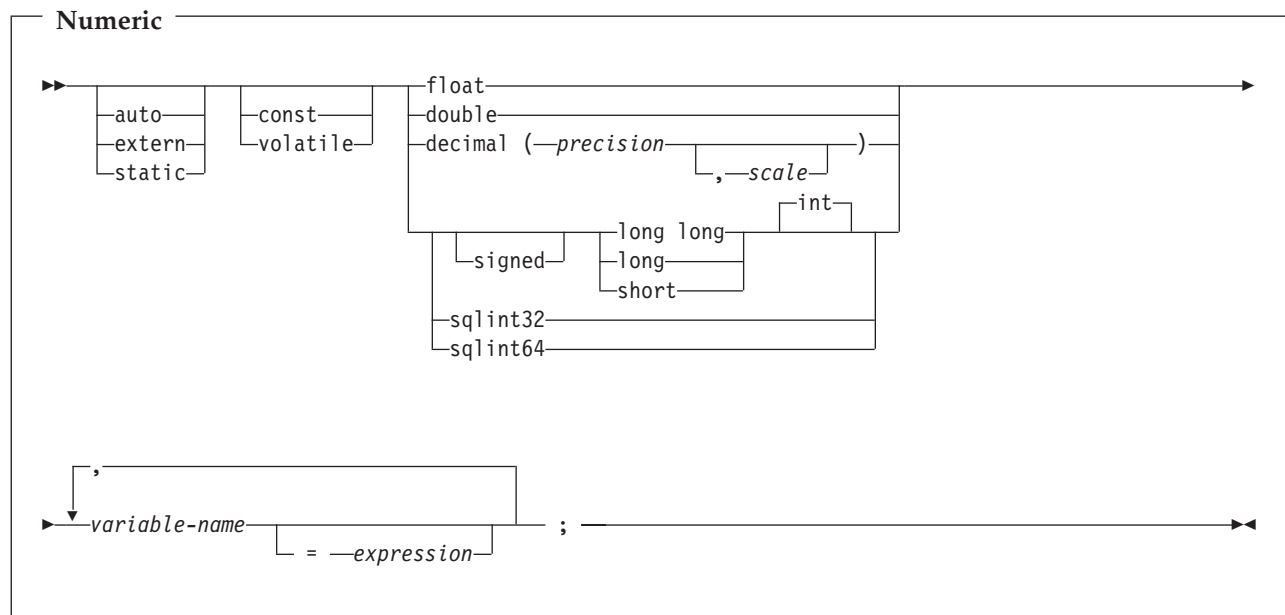 Numeric
float
auto const double
extern volatile decimal ( precision )
static , scale
int
long long
signed long
short
sqlint32
sqlint64
,
variable-name ;
= expression